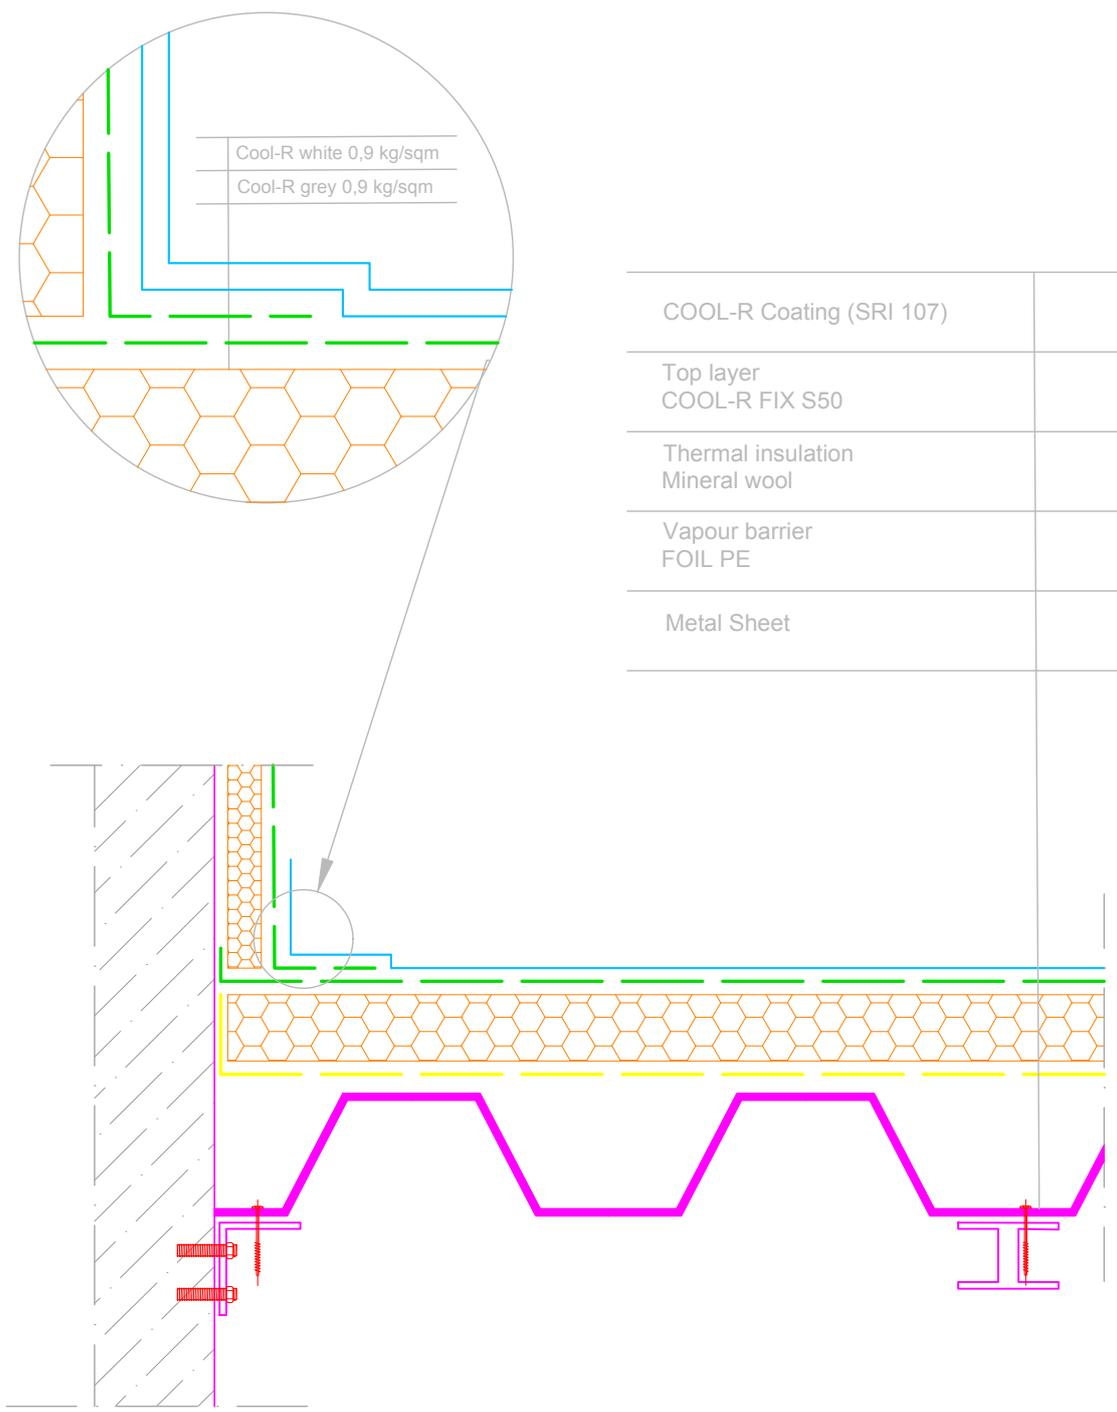 Cool-R white 0,9 kg/sqm
Cool-R grey 0,9 kg/sqm
COOL-R Coating (SRI 107)
Top layer
COOL-R FIX S50
Thermal insulation
Mineral wool
Vapour barrier
FOIL PE
Metal Sheet